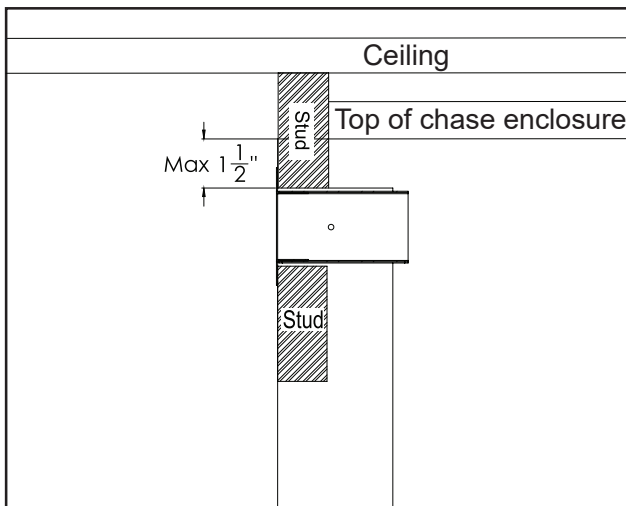 Ceiling
Stud
Top of chase enclosure
Max 1 1/2"
Stud